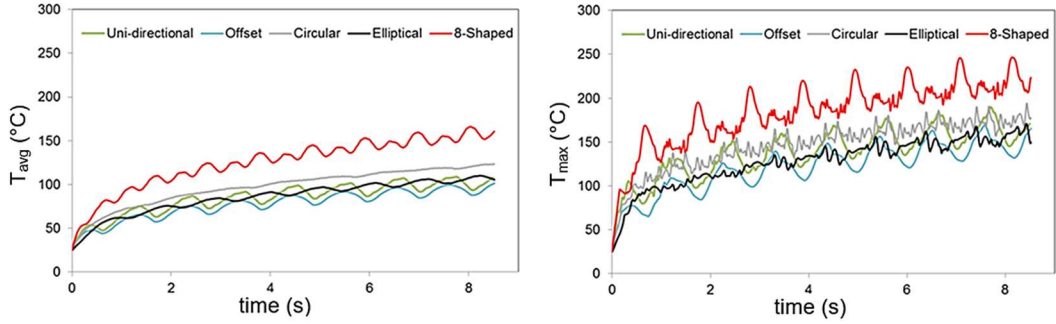 300
250
200
150
100
50
0
Tavg (°C)
Uni-directional Offset Circular Elliptical 8-Shaped
0 2 4 6 8
time (s)
300
250
200
150
100
50
0
Tmax (°C)
Uni-directional Offset Circular Elliptical 8-Shaped
0 2 4 6 8
time (s)